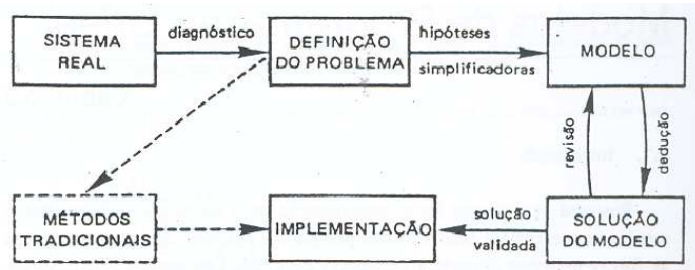 SISTEMA
REAL
diagnóstico
DEFINIÇÃO
DO PROBLEMA
hipóteses
simplificadoras
MODELO
revisão
dedução
MÉTODOS
TRADICIONAIS
IMPLEMENTAÇÃO
solução
validada
SOLUÇÃO
DO MODELO